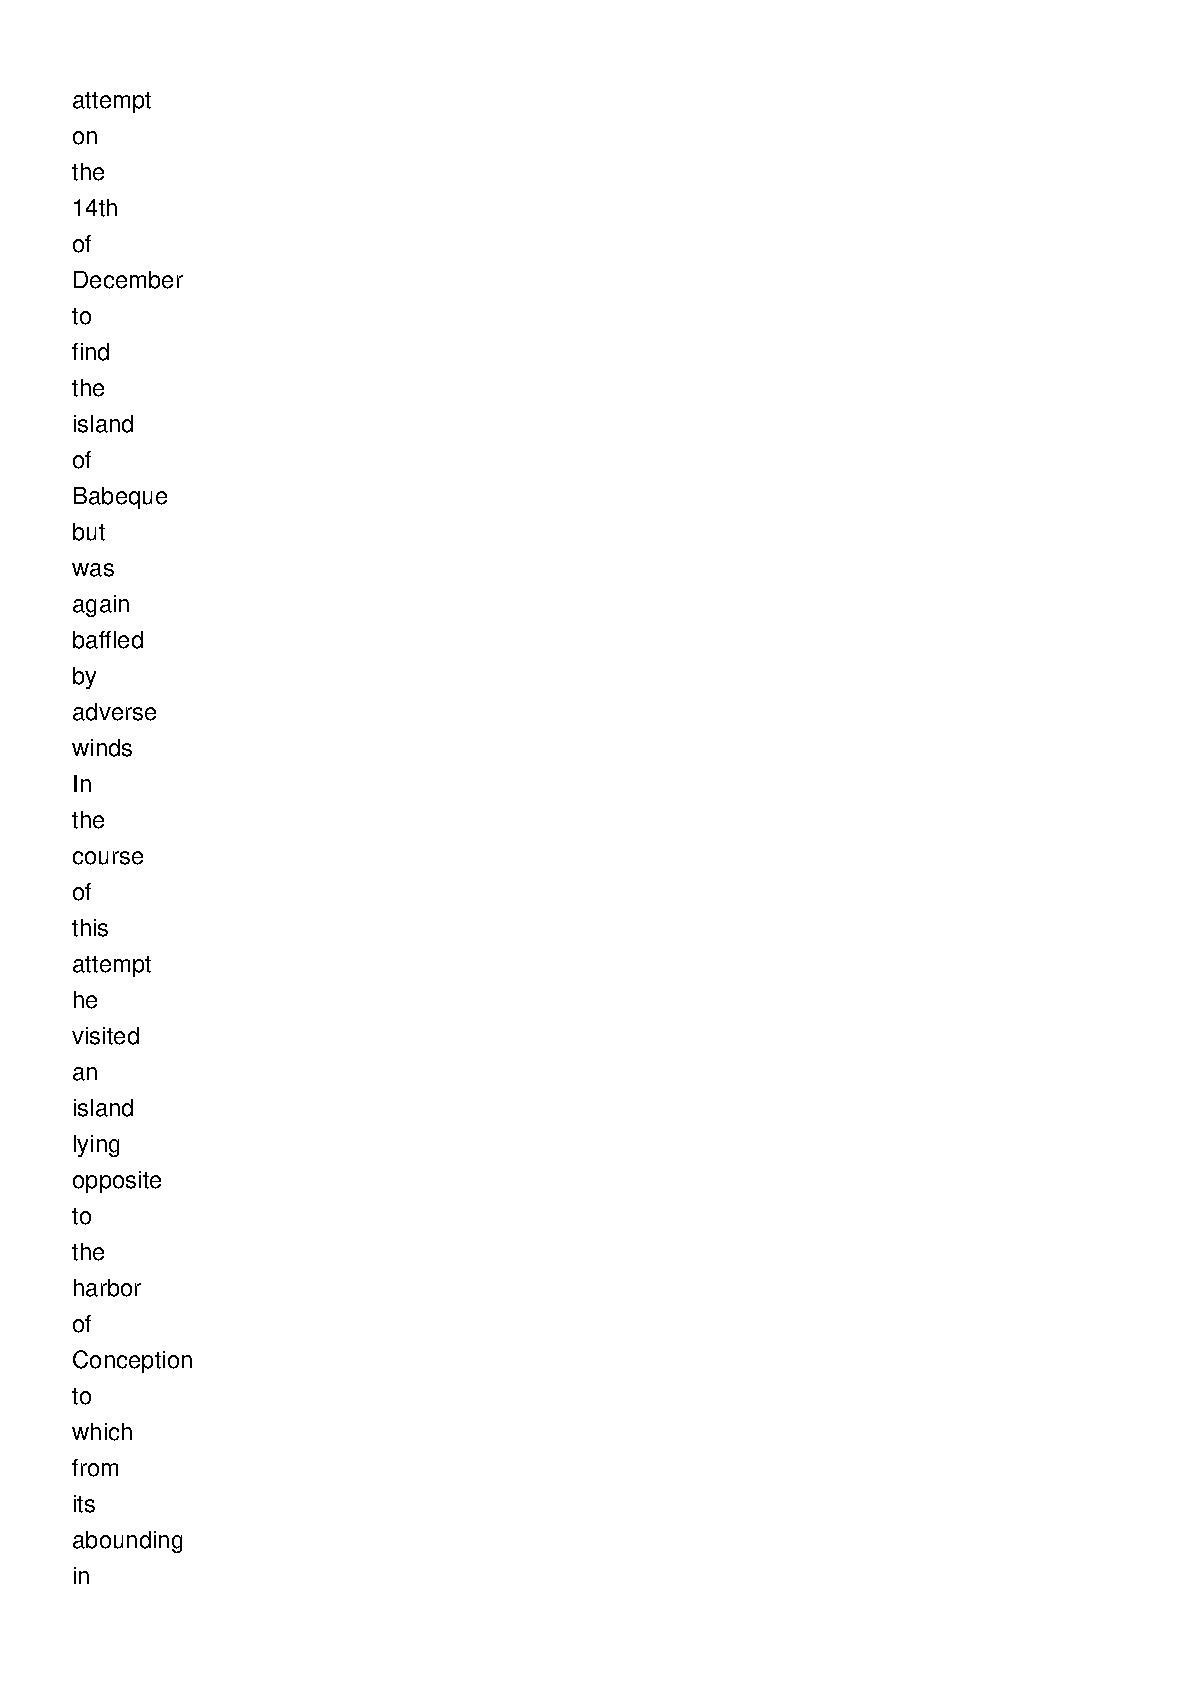 attempt
on
the
14th
of
December
to
find
the
island
of
Babeque
but
was
again
baffled
by
adverse
winds
In
the
course
of
this
attempt
he
visited
an
island
lying
opposite
to
the
harbor
of
Conception
to
which
from
its
abounding
in